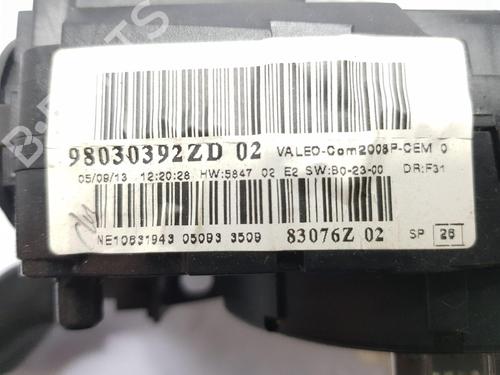 98030392ZD 02 VALEO-Com2008P-CEM 0
05/09/13 12:20:28 HW:5847 02 E2 SW:B0-23-00 DR:F31
NE10631943 05093 3509 83076Z 02 SP 26